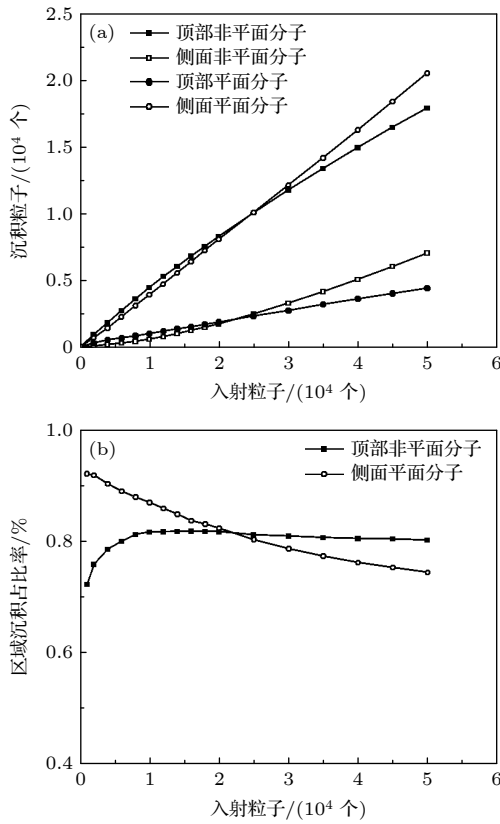 (a)
顶部非平面分子
侧面非平面分子
顶部平面分子
侧面平面分子
沉积粒子/(10⁴ 个)
2.5
2.0
1.5
1.0
0.5
0
0 1 2 3 4 5 6
入射粒子/(10⁴ 个)
(b)
顶部非平面分子
侧面平面分子
区域沉积占比率/%
1.0
0.8
0.6
0.4
0 1 2 3 4 5 6
入射粒子/(10⁴ 个)